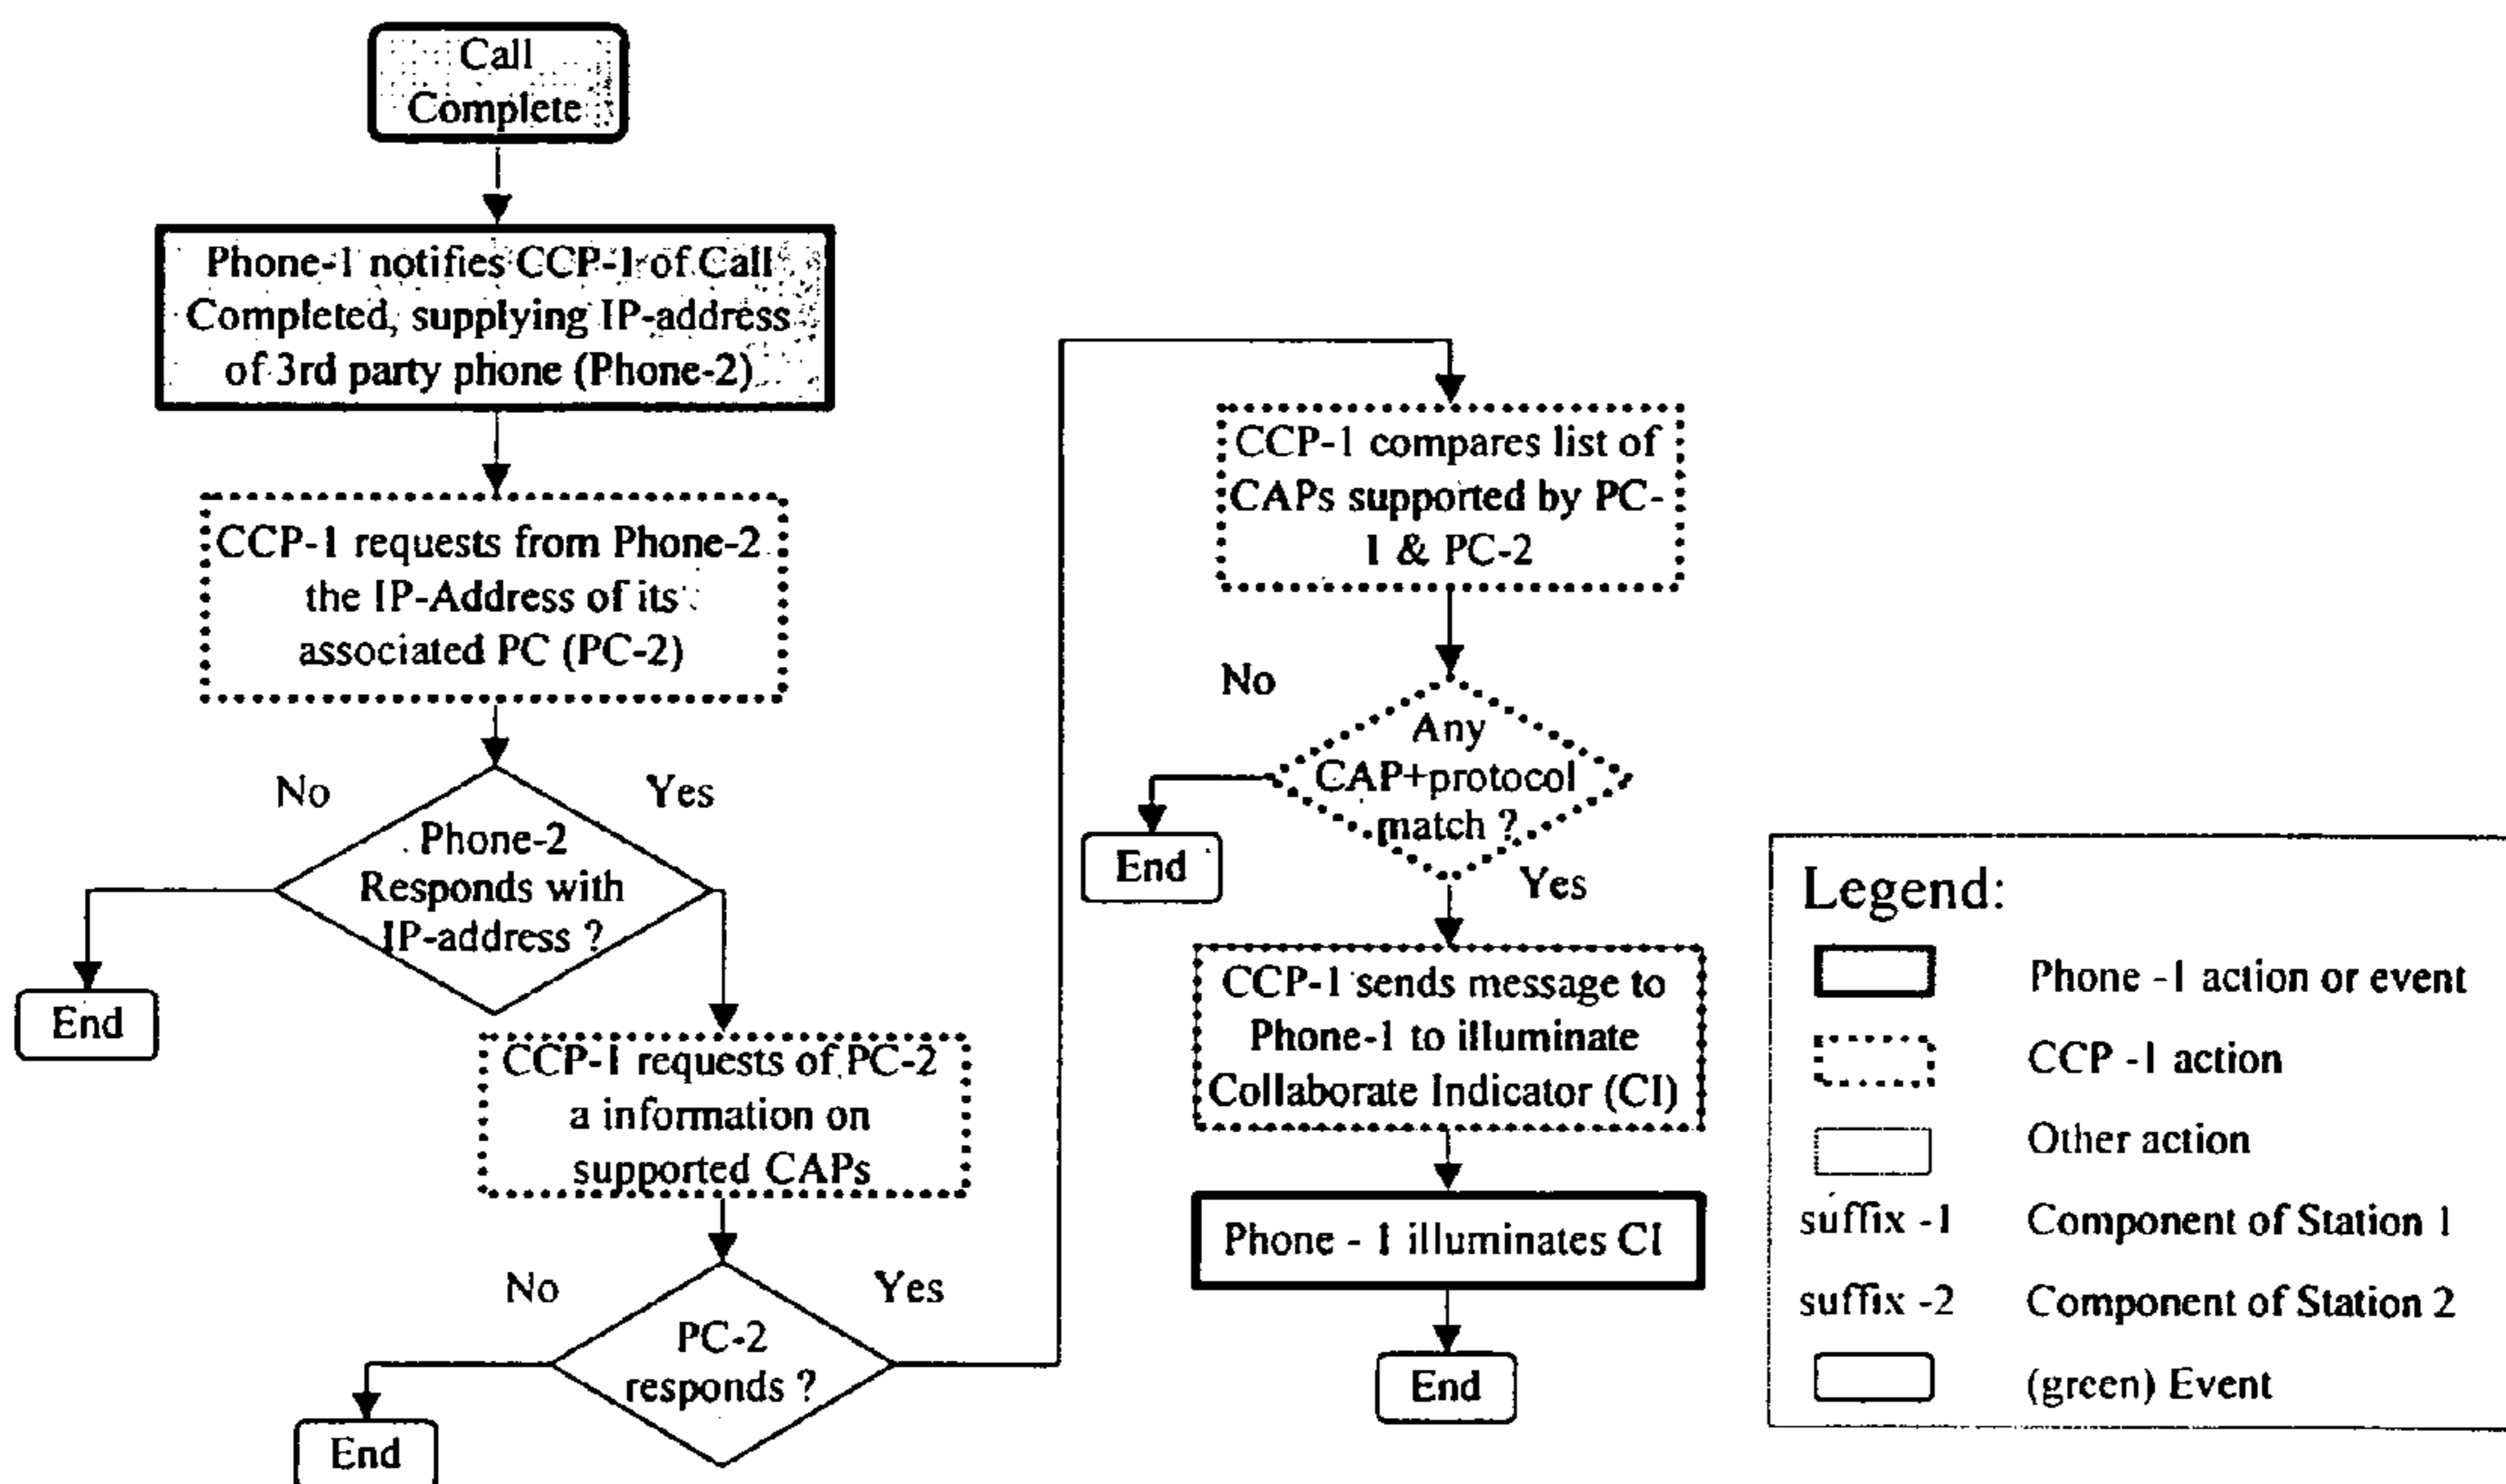 Call
Complete
Phone-1 notifies CCP-1 of Call
Completed, supplying IP-address
of 3rd party phone (Phone-2)
CCP-1 requests from Phone-2
the IP-Address of its
associated PC (PC-2)
No
Yes
Phone-2
Responds with
IP-address ?
End
CCP-1 requests of PC-2
a information on
supported CAPs
No
Yes
PC-2
responds ?
End
CCP-1 compares list of
CAPs supported by PC-
1 & PC-2
No
Any
CAP+protocol
match ?
End
Yes
CCP-1 sends message to
Phone-1 to illuminate
Collaborate Indicator (CI)
Phone - 1 illuminates CI
End
Legend:
Phone -1 action or event
CCP -1 action
Other action
suffix -1 Component of Station 1
suffix -2 Component of Station 2
(green) Event